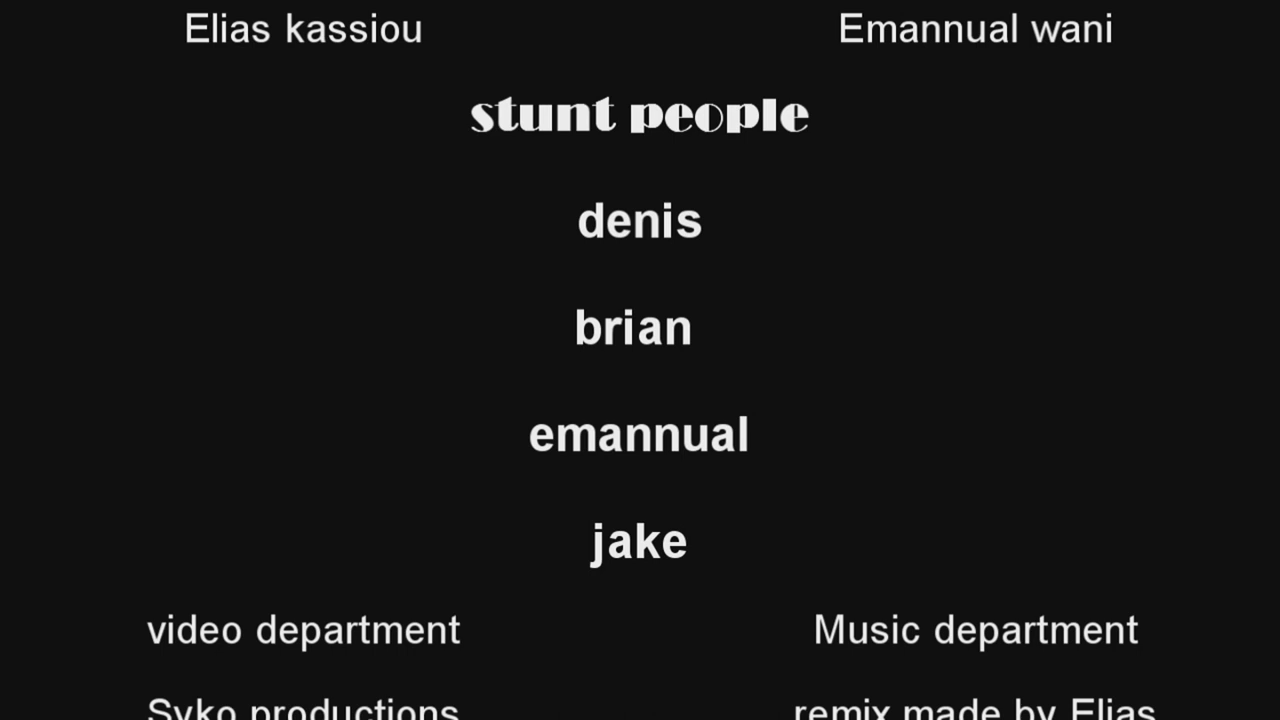 Elias kassiou Emannual wani
stunt people
denis
brian
emannual
jake
video department Music department
Syko productions remix made by Elias